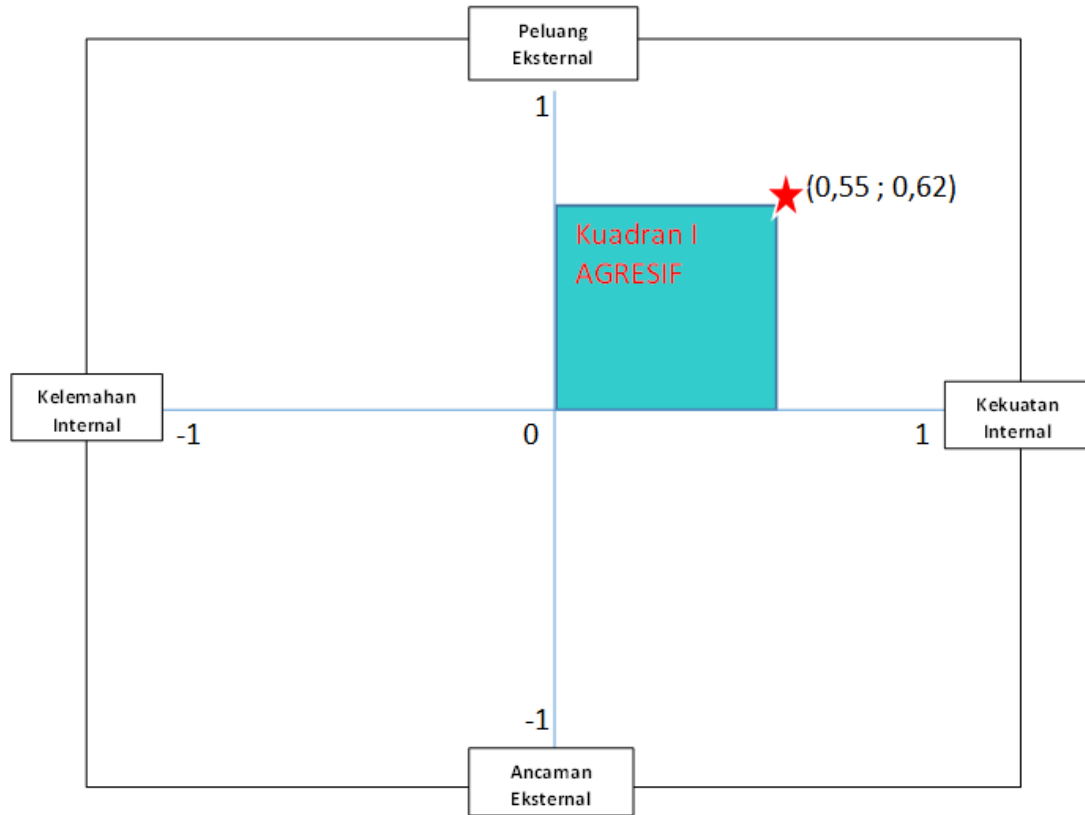 Peluang
Eksternal
1
(0,55 ; 0,62)
Kuadran I
AGRESIF
Kelemahan
Internal
Kekuatan
Internal
-1
0
1
-1
Ancaman
Eksternal